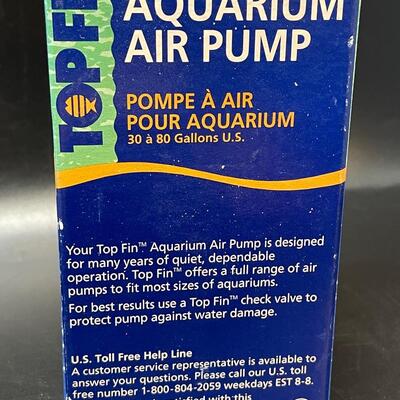 TOP FI
AQUARIUM
AIR PUMP
POMPE À AIR
POUR AQUARIUM
30 à 80 Gallons U.S.
Your Top Fin™ Aquarium Air Pump is designed
for many years of quiet, dependable
operation. Top Fin™ offers a full range of air
pumps to fit most sizes of aquariums.
For best results use a Top Fin™ check valve to
protect pump against water damage.
U.S. Toll Free Help Line
A customer service representative is available to
answer your questions. Please call our U.S. toll
free number 1-800-804-2059 weekdays EST 8-8.
satisfied with this